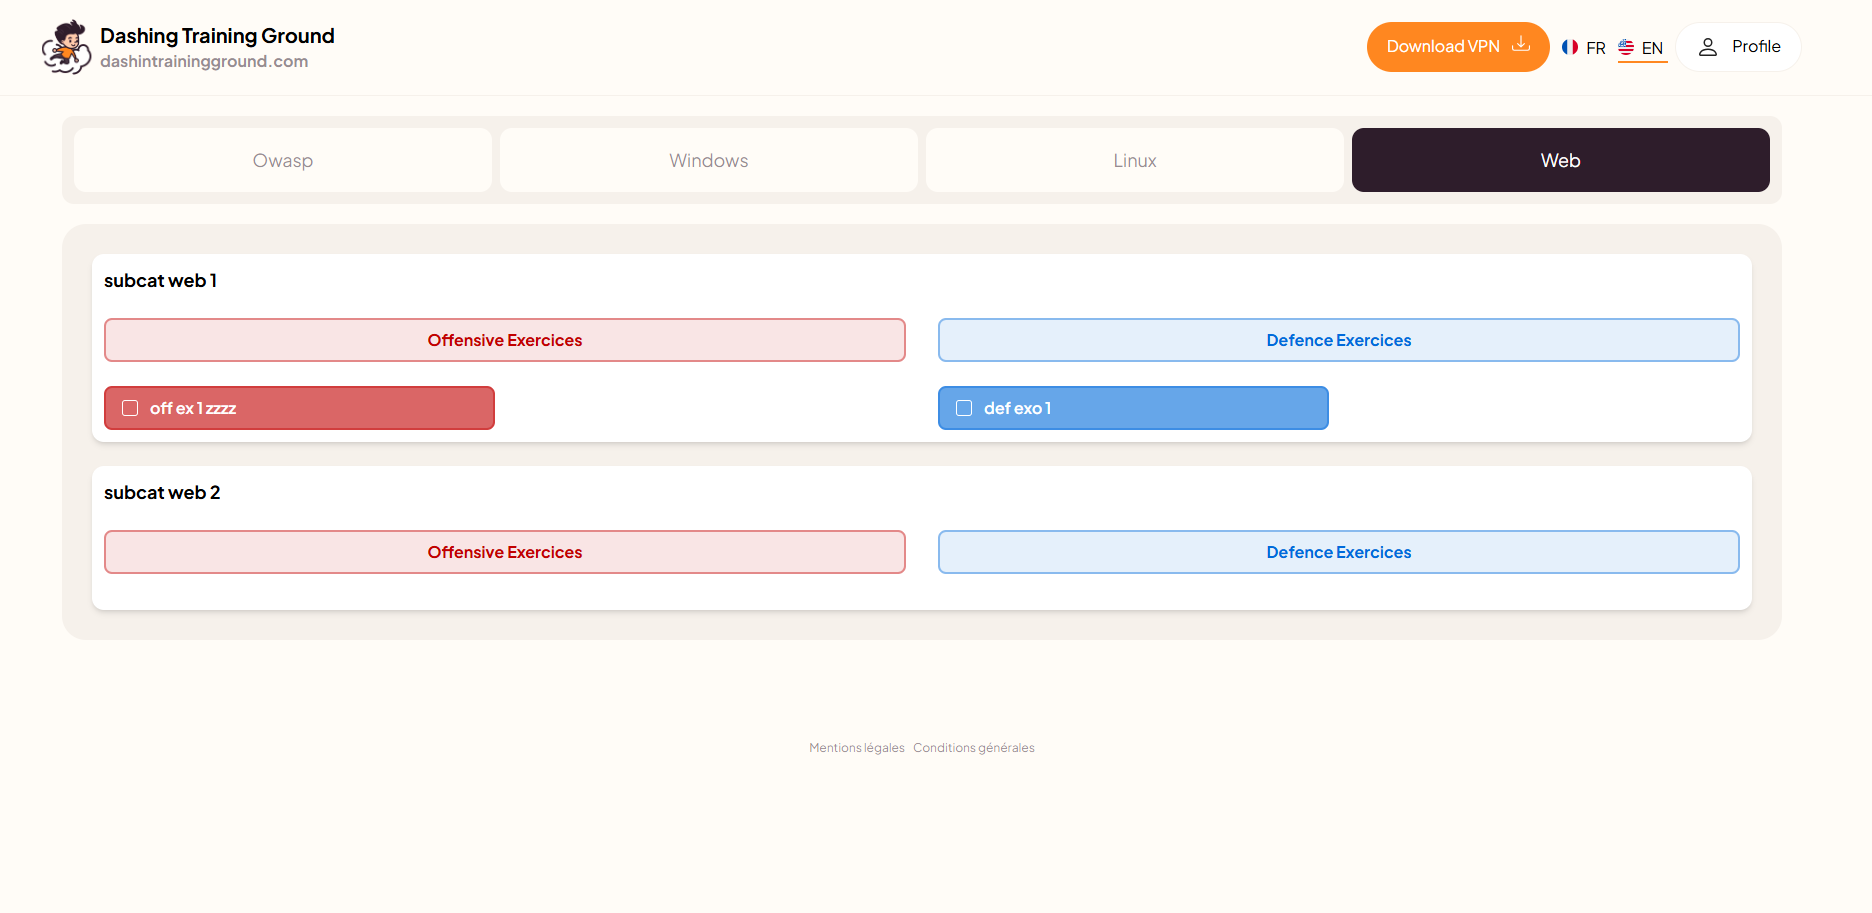 Dashing Training Ground
dashintrainingground.com
Download VPN
FR
EN
Profile
Owasp
Windows
Linux
Web
subcat web 1
Offensive Exercices
Defence Exercices
off ex 1 zzzz
def exo 1
subcat web 2
Offensive Exercices
Defence Exercices
Mentions légales
Conditions générales